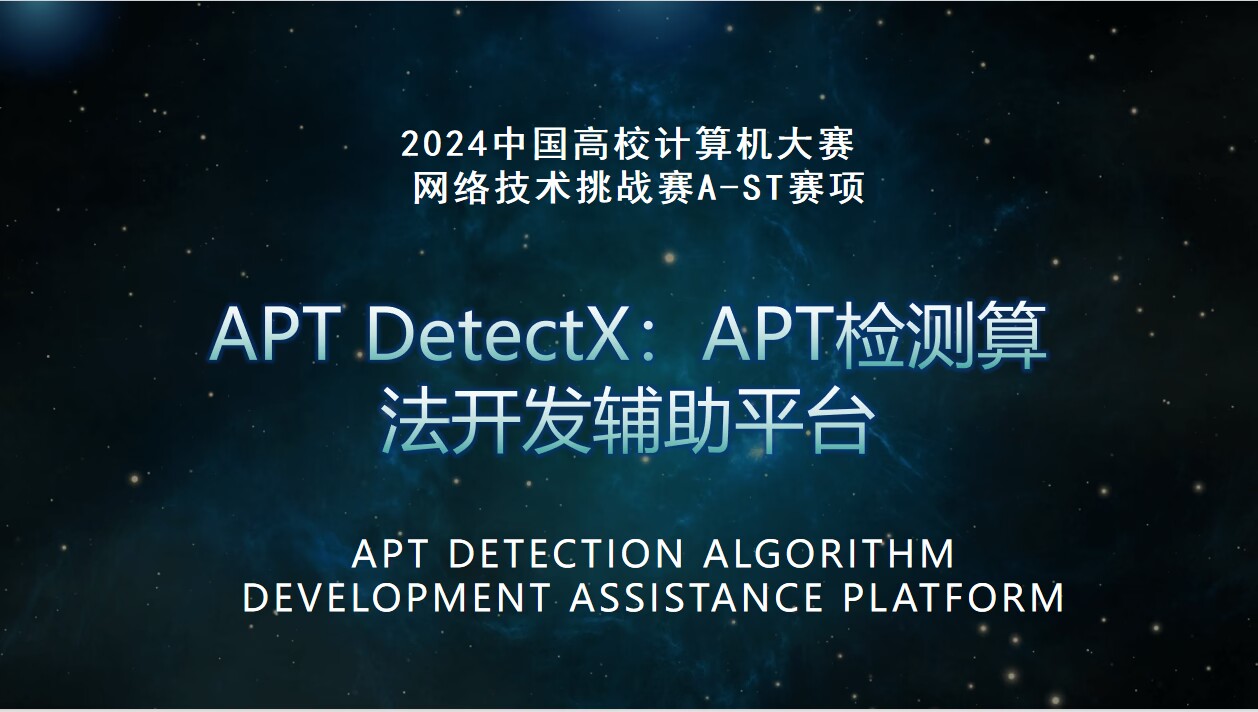 2024中国高校计算机大赛
网络技术挑战赛A-ST赛项
APT DetectX：APT检测算
法开发辅助平台
APT DETECTION ALGORITHM
DEVELOPMENT ASSISTANCE PLATFORM